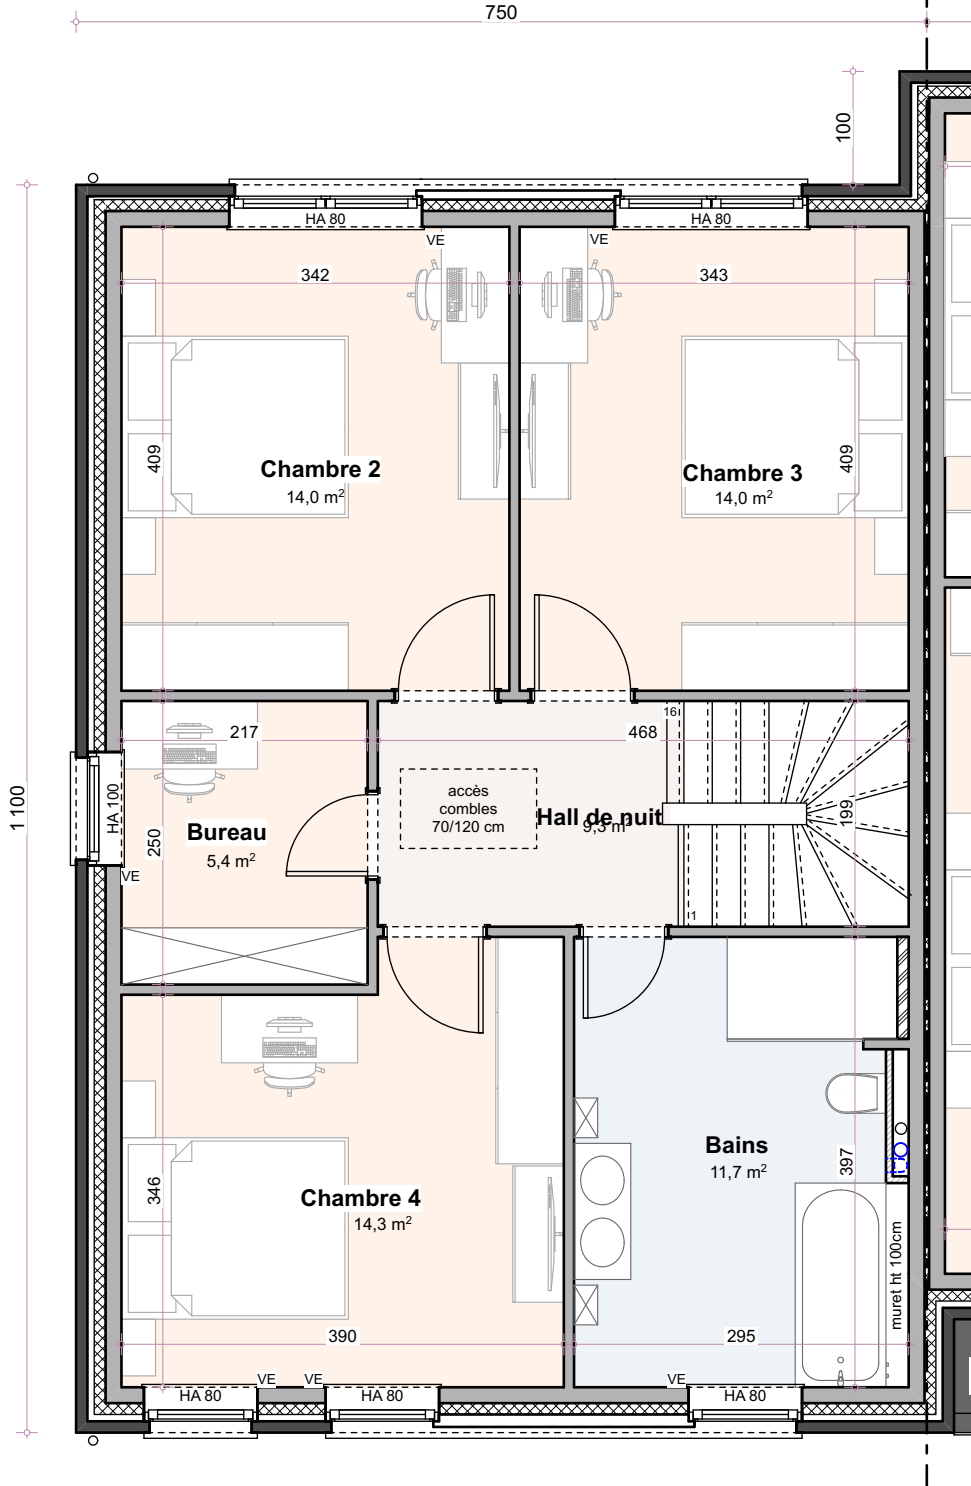 750
100
HA 80
HA 80
VE
VE
342
343
409
409
Chambre 2
14,0 m²
Chambre 3
14,0 m²
217
468
16
1100
HA 100
accès
combles
70/120 cm
Hall de nuit
9,3 m²
199
Bureau
5,4 m²
250
VE
1
Bains
11,7 m²
397
346
Chambre 4
14,3 m²
muret ht 100cm
390
295
VE
VE
VE
HA 80
HA 80
HA 80